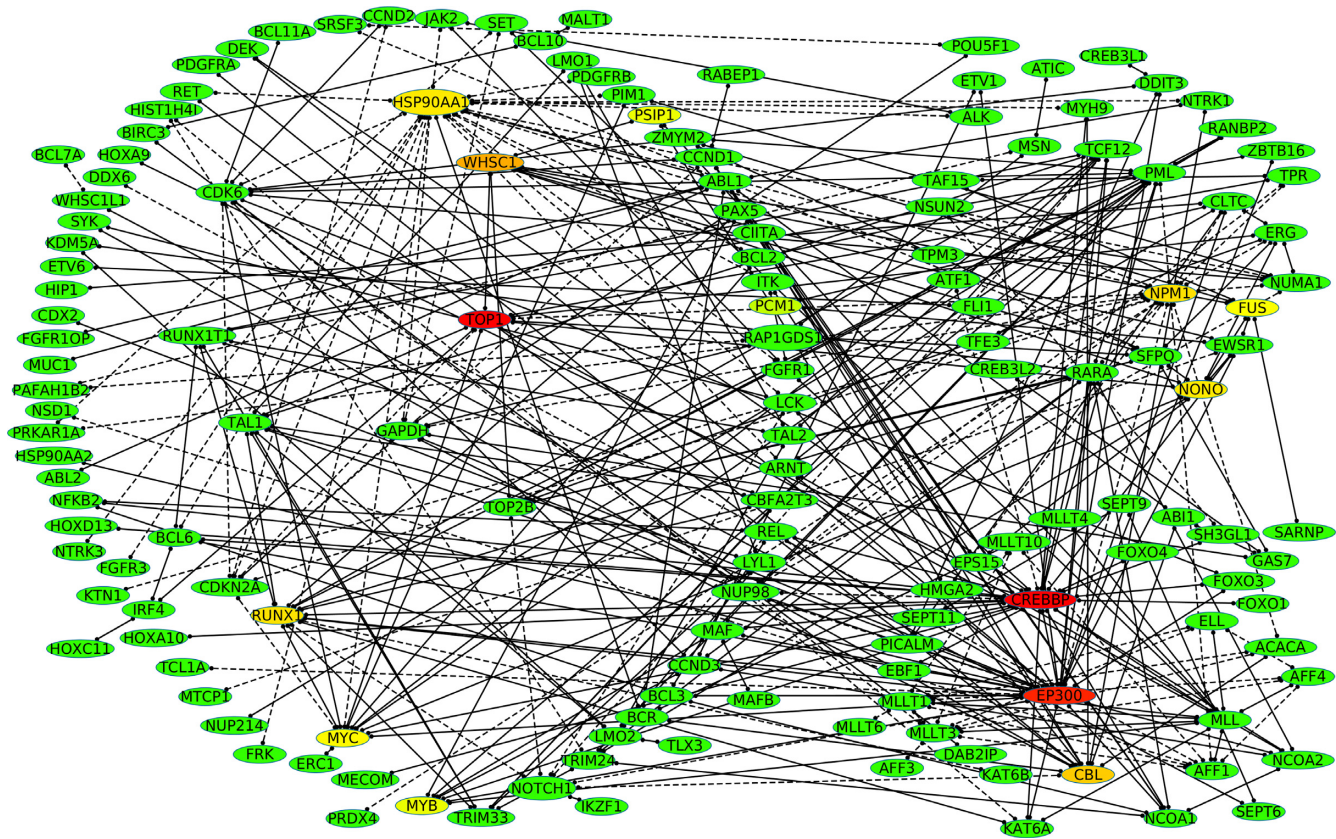 CCND2
JAK2
SET
MALT1
SRSF3
BCL11A
BCL10
POU5F1
DEK
CREB3L1
PDGFRA
LMO1
ATIC
PDGFRB
RABEP1
ETV1
DDIT3
RET
PIM1
HSP90AA1
NTRK1
HIST1H4I
MYH9
PSIP1
ALK
BIRC3
RANBP2
ZMYM2
MSN
TCF12
BCL7A
HOXA9
CCND1
ZBTB16
WHSC1
DDX6
ABL1
TAF15
PML
TPR
CDK6
WHSC1L1
PAX5
NSUN2
CLTC
SYK
CIITA
ERG
KDM5A
BCL2
TPM3
ETV6
ITK
ATF1
NUMA1
HIP1
PCM1
FLI1
NPM1
FUS
CDX2
TOP1
FGFR1OP
RUNX1T1
RAP1GDS1
TFE3
EWSR1
MUC1
FGFR1
CREB3L2
SFPQ
RARA
PAFAH1B2
NONO
NSD1
LCK
PRKAR1A
TAL1
GAPDH
TAL2
HSP90AA2
ABL2
ARNT
NFKB2
TOP2B
CBFA2T3
SEPT9
HOXD13
BCL6
REL
MLLT4
ABI1
SARNP
NTRK3
MLLT10
SH3GL1
FGFR3
LYL1
EPS15
FOXO4
GAS7
KTN1
CDKN2A
NUP98
HMGA2
FOXO3
IRF4
RUNX1
CREBBP
FOXO1
HOXC11
HOXA10
MAF
SEPT11
ELL
TCL1A
CCND3
PICALM
ACACA
MTCP1
EBF1
AFF4
BCL3
MAFB
EP300
NUP214
BCR
MLLT1
MLL
MYC
LMO2
TLX3
MLLT6
MLLT3
FRK
ERC1
TRIM24
DAB2IP
NCOA2
MECOM
NOTCH1
AFF3
KAT6B
CBL
AFF1
MYB
IKZF1
SEPT6
PRDX4
TRIM33
KAT6A
NCOA1